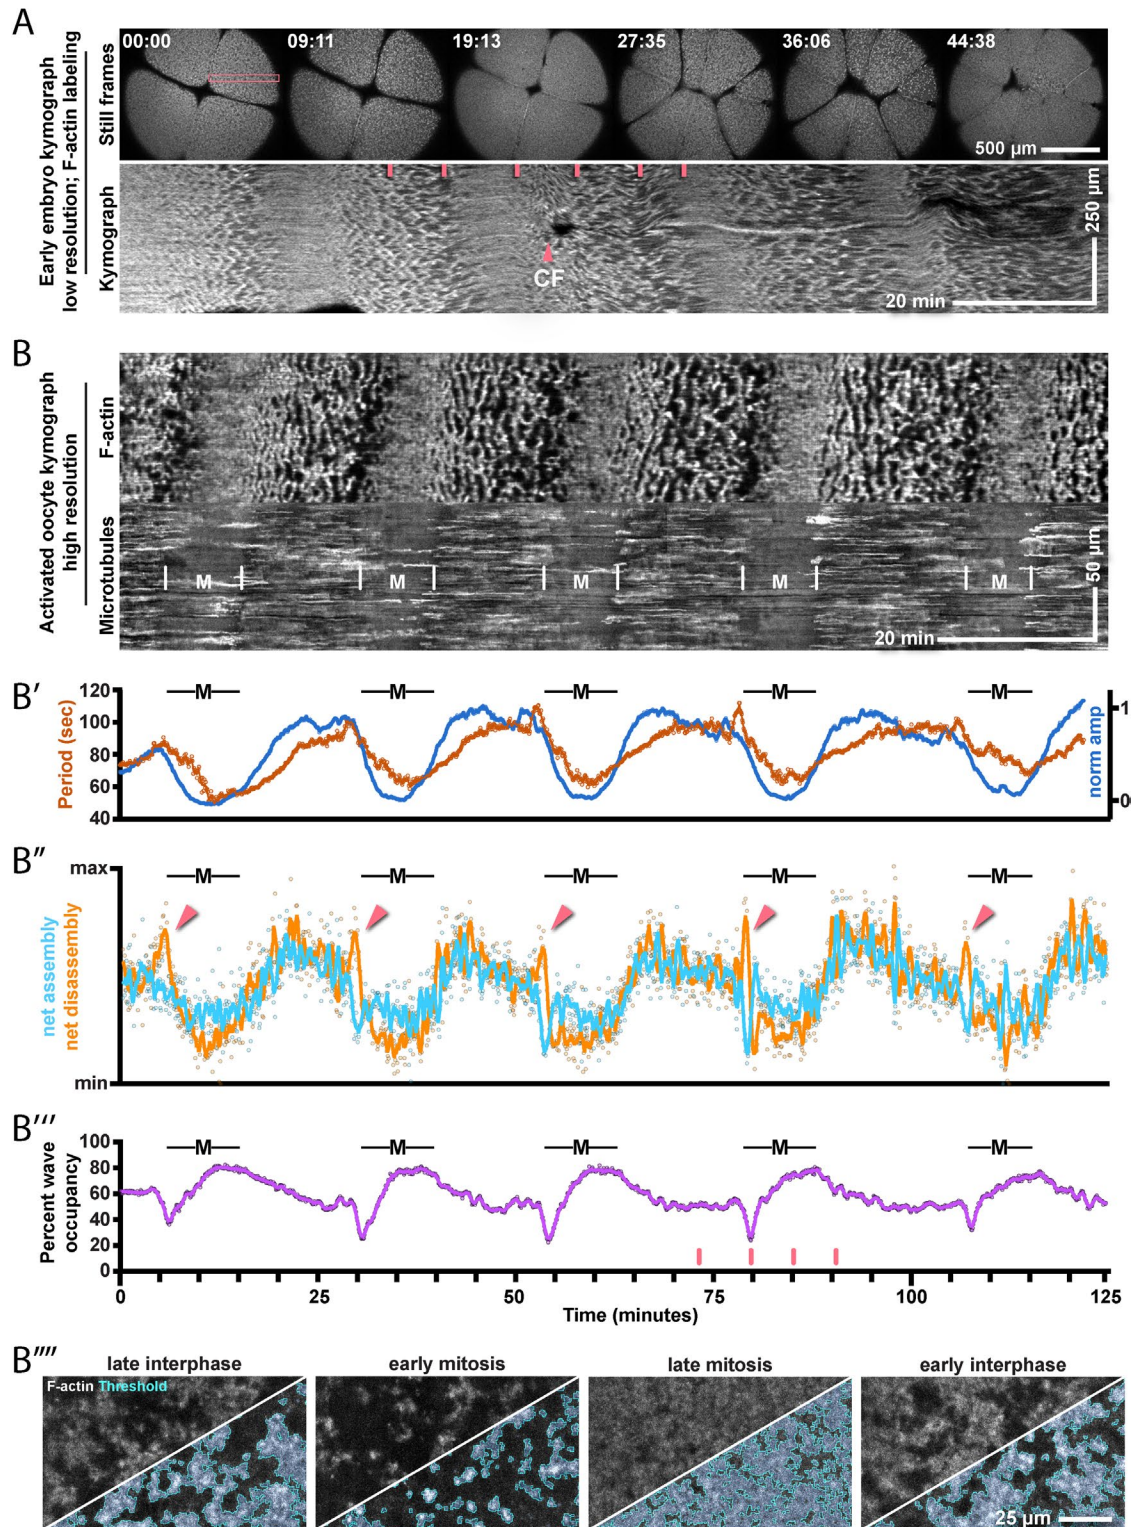 A
Early embryo kymograph
low resolution; F-actin labeling
Still frames
00:00
09:11
19:13
27:35
36:06
44:38
500 µm
Kymograph
CF
20 min
250 µm
B
Activated oocyte kymograph
high resolution
F-actin
Microtubules
M
M
M
M
M
20 min
50 µm
B′
M
M
M
M
M
Period (sec)
120
100
80
60
40
1
0
norm amp
B″
M
M
M
M
M
max
min
net assembly
net disassembly
B‴
M
M
M
M
M
Percent wave
occupancy
100
80
60
40
20
0
0
25
50
75
100
125
Time (minutes)
B⁗
late interphase
early mitosis
late mitosis
early interphase
F-actin Threshold
25 µm